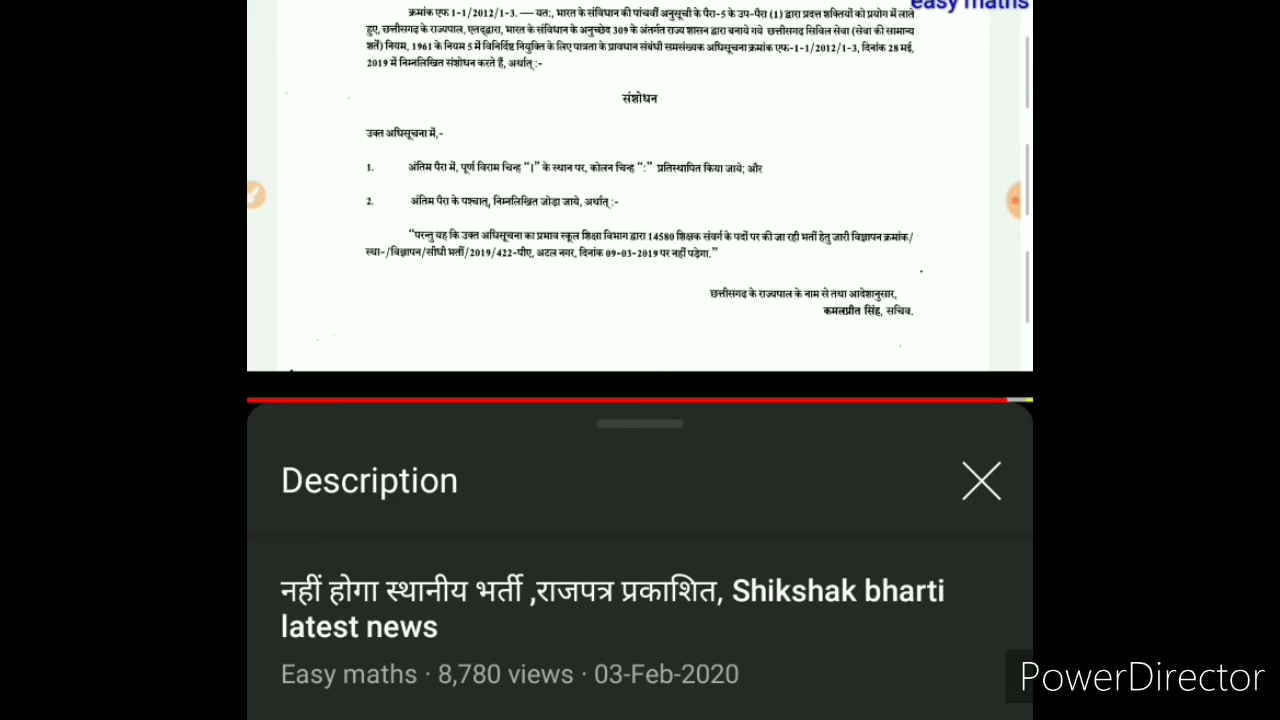 easy maths
क्रमांक एफ 1-1/2012/1-3. — यतः, भारत के संविधान की पांचवीं अनुसूची के पैरा-5 के उप-पैरा (1) द्वारा प्रदत्त शक्तियों को प्रयोग में लाते
हुए, छत्तीसगढ़ के राज्यपाल, एतद्द्वारा, भारत के संविधान के अनुच्छेद 309 के अंतर्गत राज्य शासन द्वारा बनाये गये छत्तीसगढ़ सिविल सेवा (सेवा की सामान्य
शर्तें) नियम, 1961 के नियम 5 में विनिर्दिष्ट नियुक्ति के लिए पात्रता के प्रावधान संबंधी समसंख्यक अधिसूचना क्रमांक एफ-1-1/2012/1-3, दिनांक 28 मई,
2019 में निम्नलिखित संशोधन करते हैं, अर्थात् :-
संशोधन
उक्त अधिसूचना में,-
1. अंतिम पैरा में, पूर्ण विराम चिन्ह “।” के स्थान पर, कोलन चिन्ह “:” प्रतिस्थापित किया जाये; और
2. अंतिम पैरा के पश्चात्, निम्नलिखित जोड़ा जाये, अर्थात् :-
“परन्तु यह कि उक्त अधिसूचना का प्रभाव स्कूल शिक्षा विभाग द्वारा 14580 शिक्षक संवर्ग के पदों पर की जा रही भर्ती हेतु जारी विज्ञापन क्रमांक/
स्था-/विज्ञापन/सीधी भर्ती/2019/422-पीए, अटल नगर, दिनांक 09-03-2019 पर नहीं पड़ेगा.”
छत्तीसगढ़ के राज्यपाल के नाम से तथा आदेशानुसार,
कमलप्रीत सिंह, सचिव.
Description
नहीं होगा स्थानीय भर्ती ,राजपत्र प्रकाशित, Shikshak bharti
latest news
Easy maths · 8,780 views · 03-Feb-2020
PowerDirector